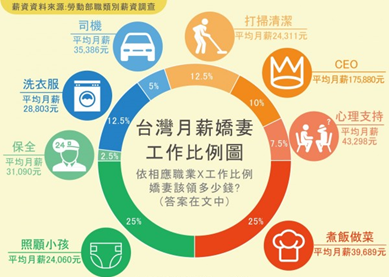 薪資資料來源:勞動部職類別薪資調查
司機
平均月薪
35,386元
打掃清潔
平均月薪24,311元
洗衣服
平均月薪
28,803元
CEO
平均月薪175,880元
保全
平均月薪
31,090元
24
心理支持
平均月薪
43,298元
照顧小孩
平均月薪24,060元
煮飯做菜
平均月薪39,689元
5%
12.5%
10%
12.5%
7.5%
2.5%
25%
25%
台灣月薪嬌妻
工作比例圖
依相應職業X工作比例
嬌妻該領多少錢?
(答案在文中)